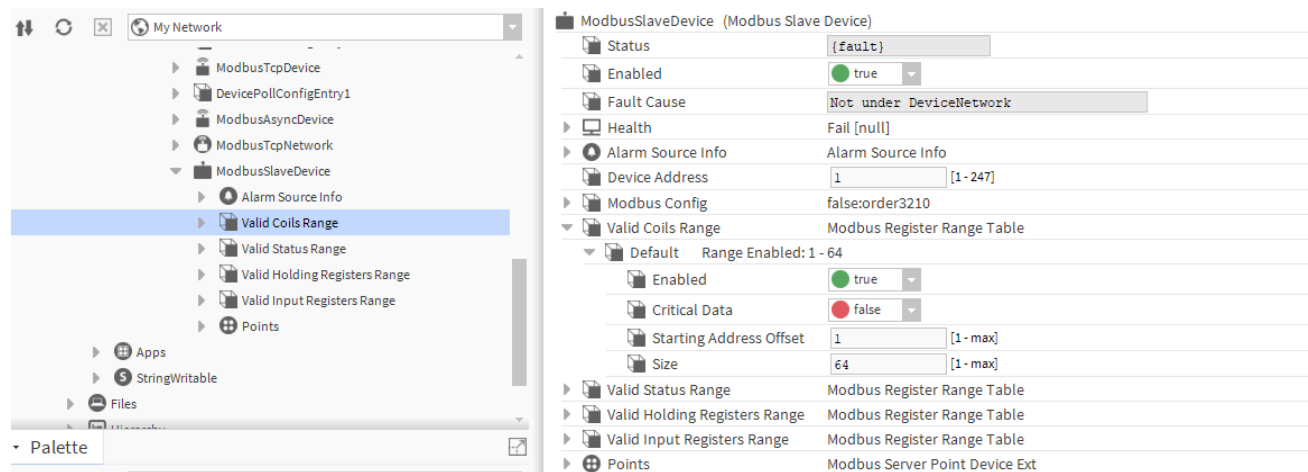 My Network
ModbusTcpDevice
DevicePollConfigEntry1
ModbusAsyncDevice
ModbusTcpNetwork
ModbusSlaveDevice
Alarm Source Info
Valid Coils Range
Valid Status Range
Valid Holding Registers Range
Valid Input Registers Range
Points
Apps
S StringWritable
Files
Palette
ModbusSlaveDevice (Modbus Slave Device)
Status {fault}
Enabled true
Fault Cause Not under DeviceNetwork
Health Fail [null]
Alarm Source Info Alarm Source Info
Device Address 1 [1 - 247]
Modbus Config false:order3210
Valid Coils Range Modbus Register Range Table
Default Range Enabled: 1 - 64
Enabled true
Critical Data false
Starting Address Offset 1 [1 - max]
Size 64 [1 - max]
Valid Status Range Modbus Register Range Table
Valid Holding Registers Range Modbus Register Range Table
Valid Input Registers Range Modbus Register Range Table
Points Modbus Server Point Device Ext